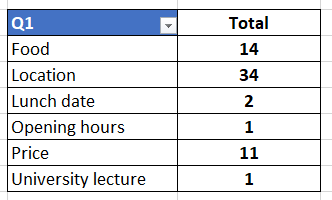 Q1 Total
Food 14
Location 34
Lunch date 2
Opening hours 1
Price 11
University lecture 1